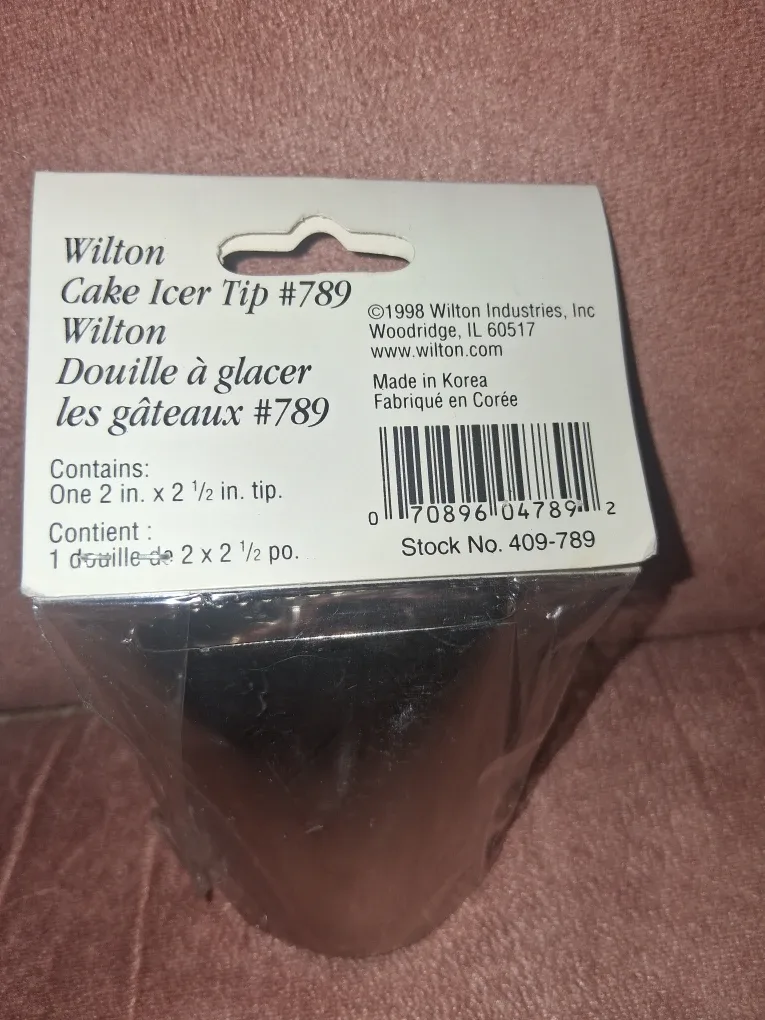 Wilton
Cake Icer Tip #789
Wilton
Douille à glacer
les gâteaux #789
Contains:
One 2 in. x 2 1/2 in. tip.
Contient :
1 douille de 2 x 2 1/2 po.
©1998 Wilton Industries, Inc
Woodridge, IL 60517
www.wilton.com
Made in Korea
Fabriqué en Corée
0 70896 04789 2
Stock No. 409-789